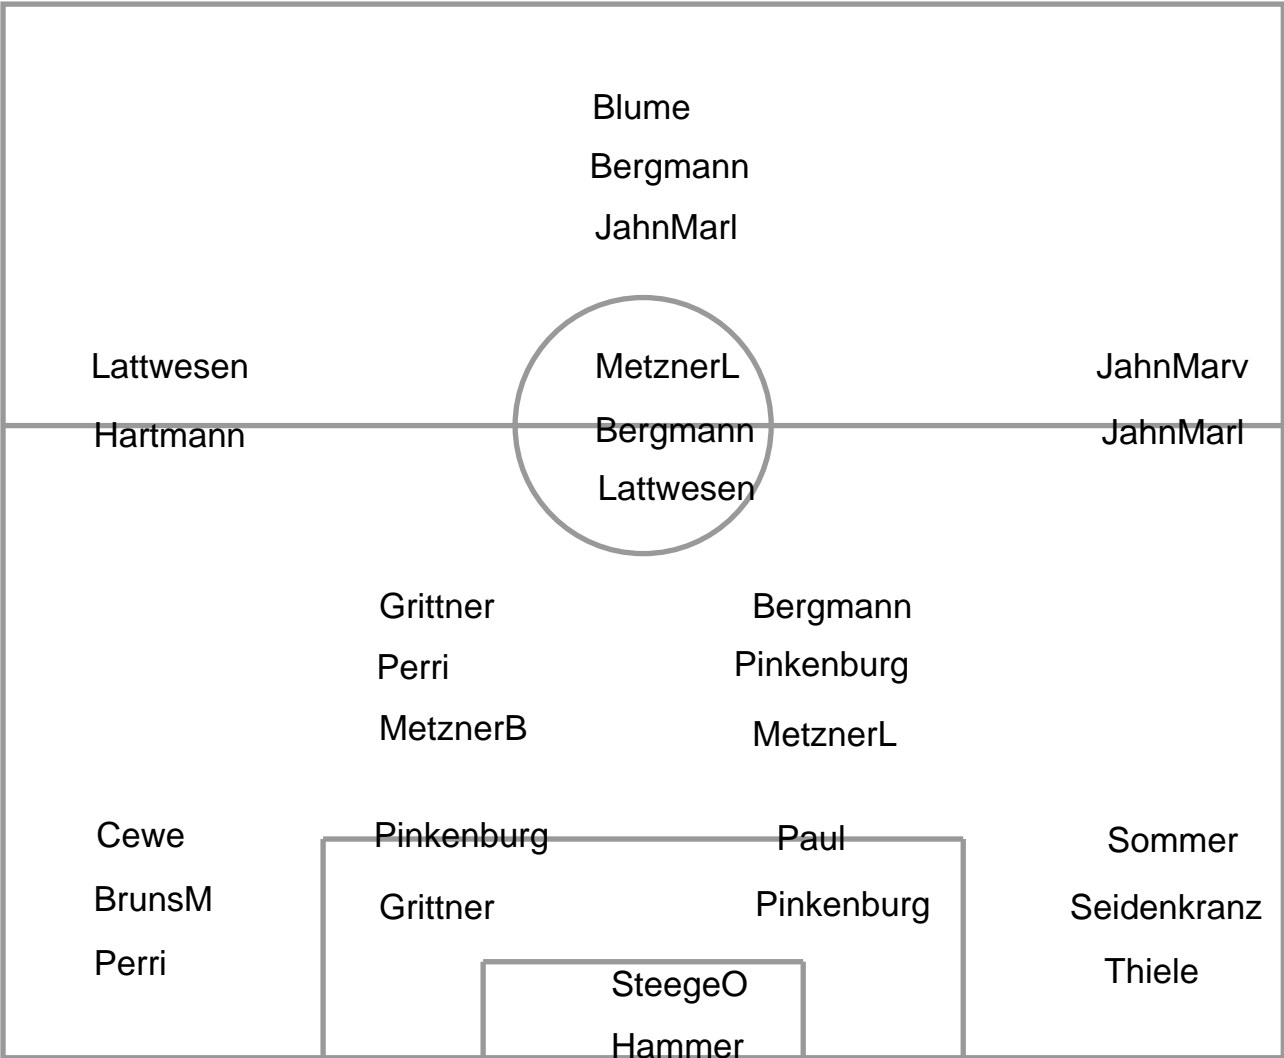 Blume
Bergmann
JahnMarl
Lattwesen MetznerL JahnMarv
Hartmann Bergmann JahnMarl
Lattwesen
Grittner Bergmann
Perri Pinkenburg
MetznerB MetznerL
Cewe Pinkenburg Paul Sommer
BrunsM Grittner Pinkenburg Seidenkranz
Perri Thiele
SteegeO
Hammer